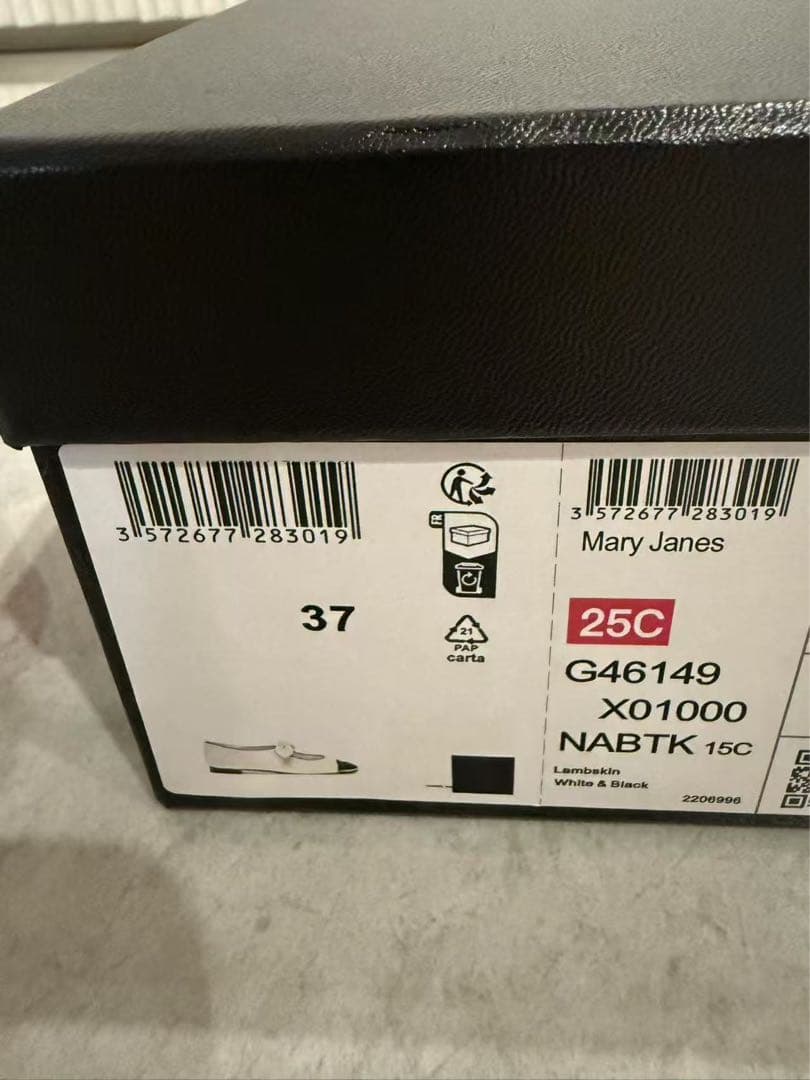 3 572677 283019
37
R
21
PAP
carta
3 572677 283019
Mary Janes
25C
G46149
X01000
NABTK 15C
Lambskin
White & Black
2206996